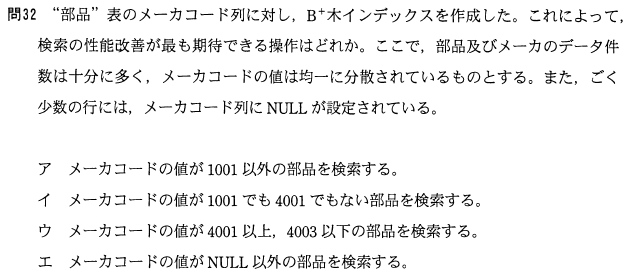 問32 “部品”表のメーカコード列に対し，B+木インデックスを作成した。これによって，
検索の性能改善が最も期待できる操作はどれか。ここで，部品及びメーカのデータ件
数は十分に多く，メーカコードの値は均一に分散されているものとする。また，ごく
少数の行には，メーカコード列に NULL が設定されている。
ア メーカコードの値が 1001 以外の部品を検索する。
イ メーカコードの値が 1001 でも 4001 でもない部品を検索する。
ウ メーカコードの値が 4001 以上，4003 以下の部品を検索する。
エ メーカコードの値が NULL 以外の部品を検索する。